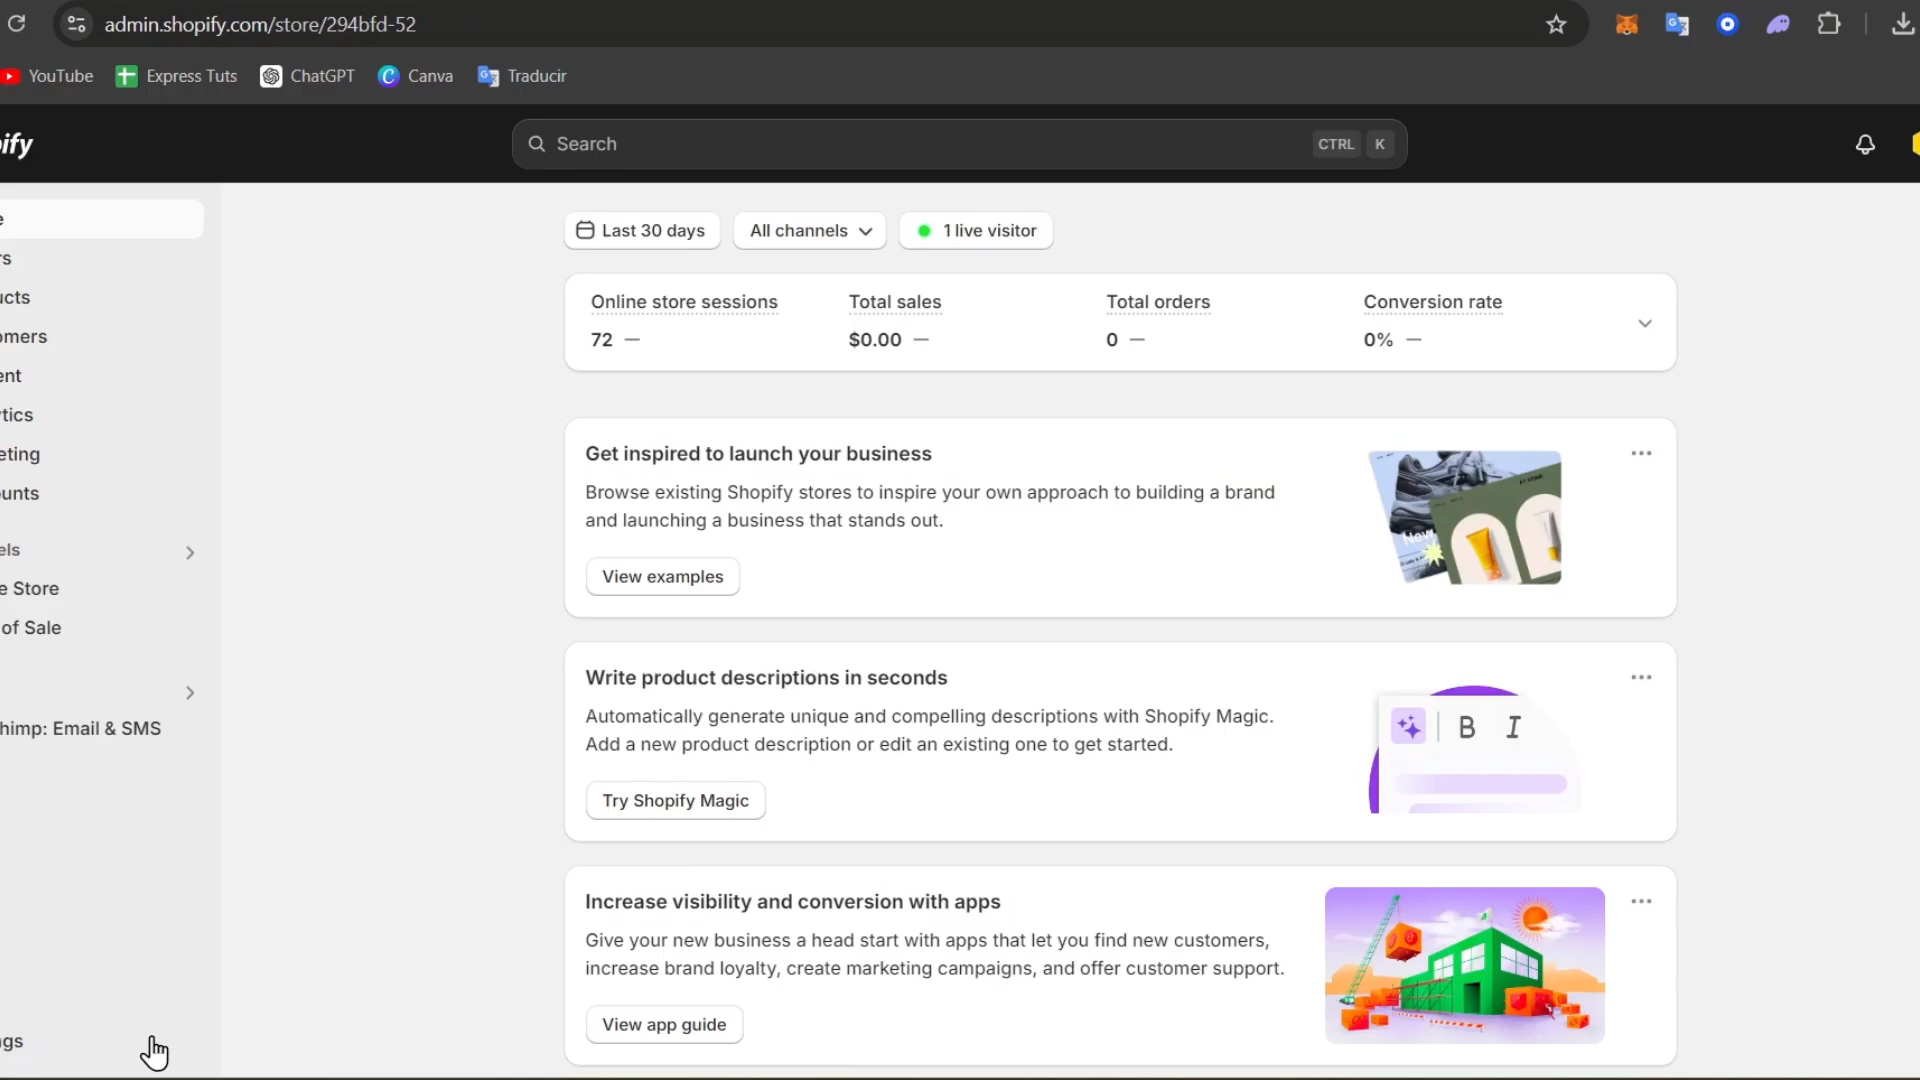 admin.shopify.com/store/294bfd-52
YouTube
Express Tuts
ChatGPT
Canva
Traducir
ify
Search
CTRL K
e
rs
ucts
omers
ent
tics
eting
unts
els
e Store
of Sale
himp: Email & SMS
gs
Last 30 days
All channels
1 live visitor
Online store sessions
72 —
Total sales
$0.00 —
Total orders
0 —
Conversion rate
0% —
Get inspired to launch your business
Browse existing Shopify stores to inspire your own approach to building a brand
and launching a business that stands out.
View examples
New
Write product descriptions in seconds
Automatically generate unique and compelling descriptions with Shopify Magic.
Add a new product description or edit an existing one to get started.
Try Shopify Magic
B I
Increase visibility and conversion with apps
Give your new business a head start with apps that let you find new customers,
increase brand loyalty, create marketing campaigns, and offer customer support.
View app guide